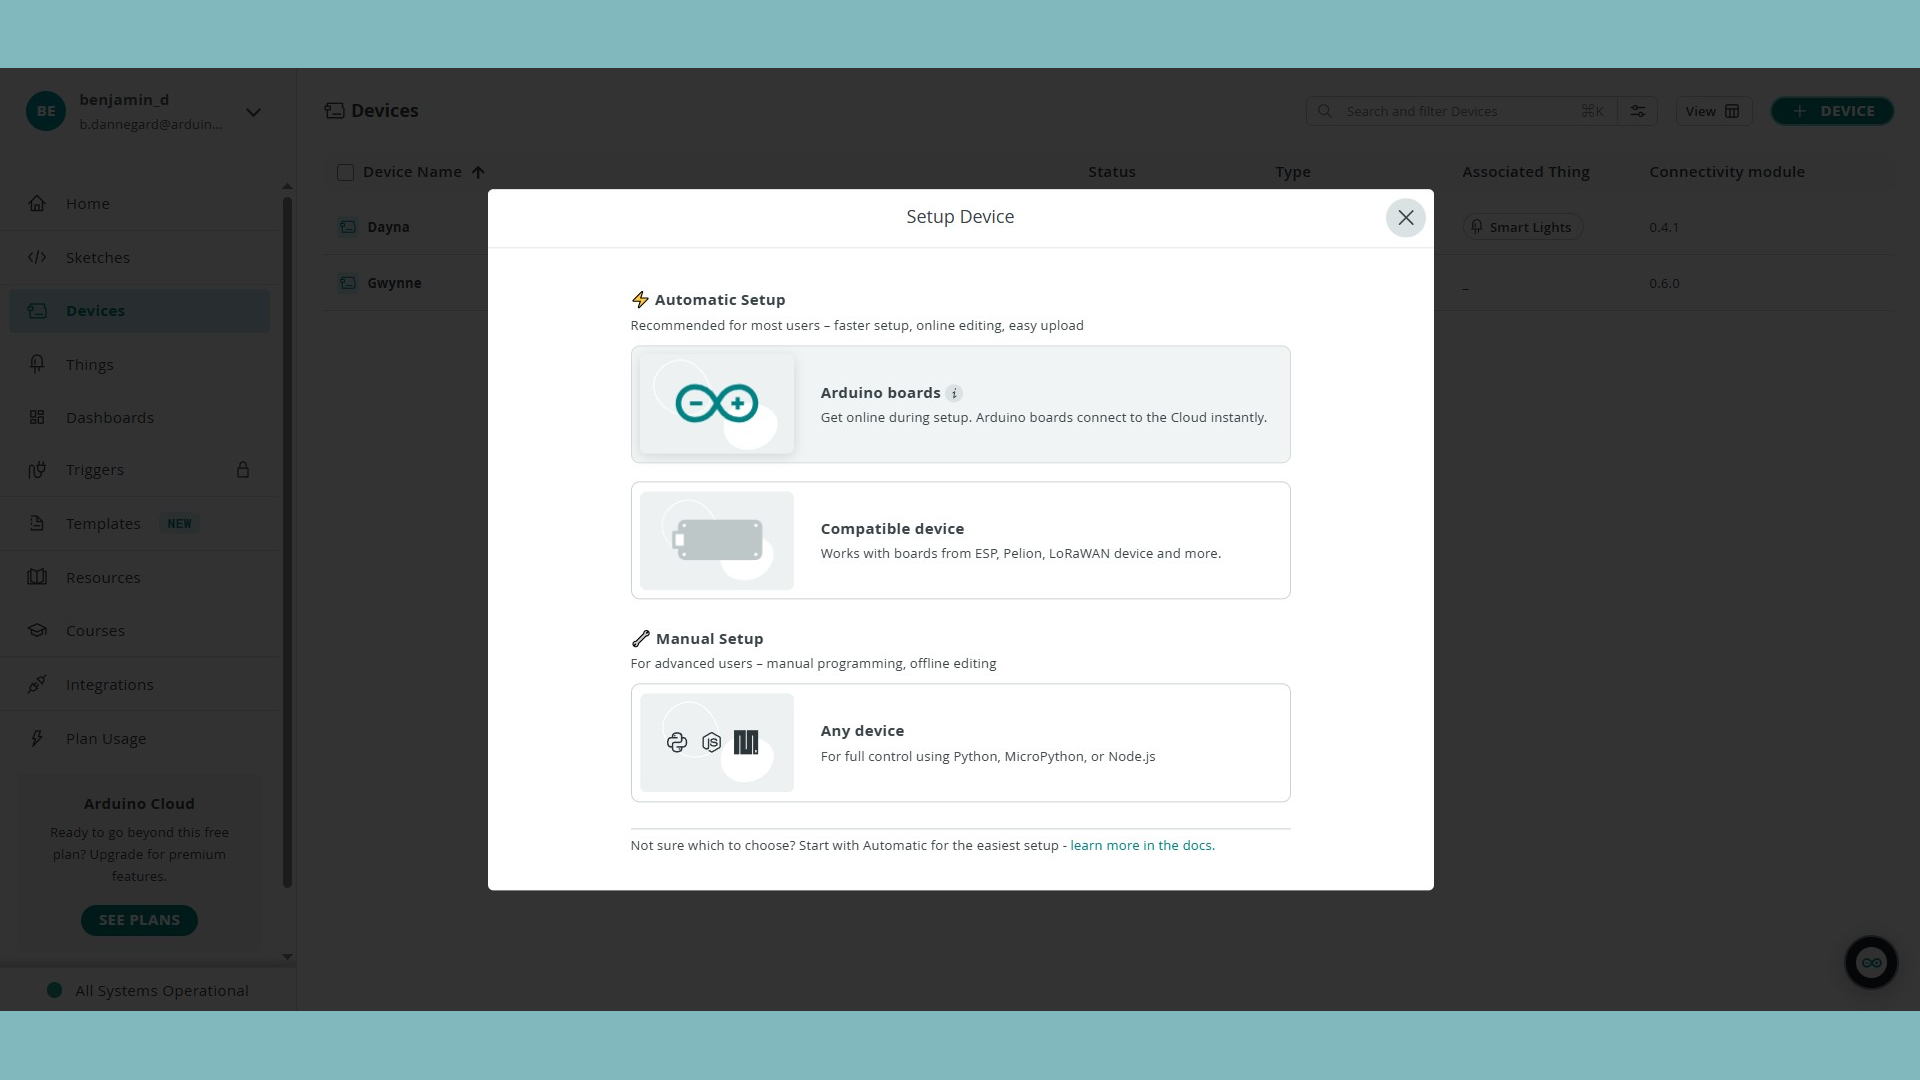 BE
benjamin_d
b.dannegard@arduin...
Home
Sketches
Devices
Things
Dashboards
Triggers
Templates NEW
Resources
Courses
Integrations
Plan Usage
Arduino Cloud
Ready to go beyond this free
plan? Upgrade for premium
features.
SEE PLANS
All Systems Operational
Devices
Search and filter Devices ⌘K
View
+ DEVICE
Device Name Status Type Associated Thing Connectivity module
Dayna Smart Lights 0.4.1
Gwynne – 0.6.0
Setup Device
Automatic Setup
Recommended for most users – faster setup, online editing, easy upload
Arduino boards i
Get online during setup. Arduino boards connect to the Cloud instantly.
Compatible device
Works with boards from ESP, Pelion, LoRaWAN device and more.
Manual Setup
For advanced users – manual programming, offline editing
JS
Any device
For full control using Python, MicroPython, or Node.js
Not sure which to choose? Start with Automatic for the easiest setup - learn more in the docs.